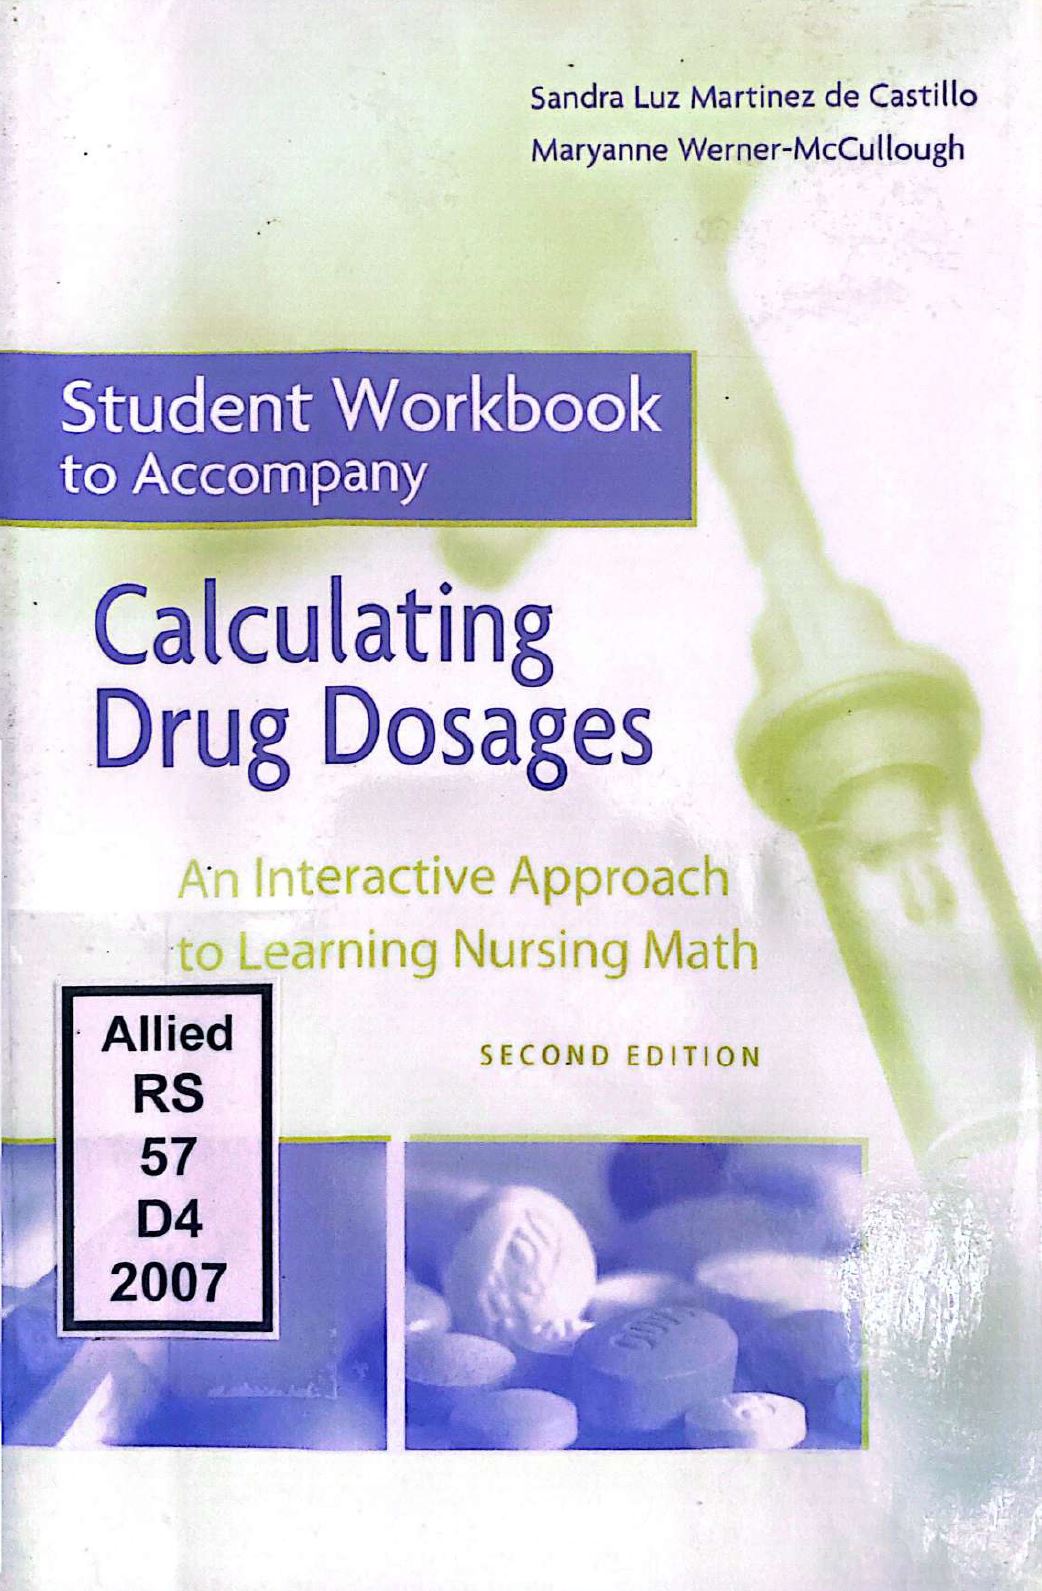 Sandra Luz Martinez de Castillo
Maryanne Werner-McCullough
Student Workbook
to Accompany
Calculating
Drug Dosages
An Interactive Approach
to Learning Nursing Math
SECOND EDITION
Allied
RS
57
D4
2007